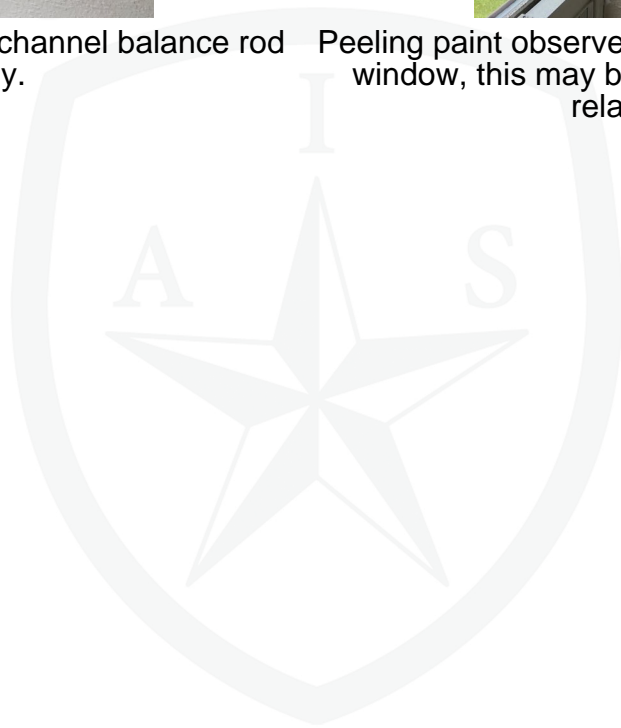 channel balance rod
y.
Peeling paint observe
window, this may b
rela
I
A S